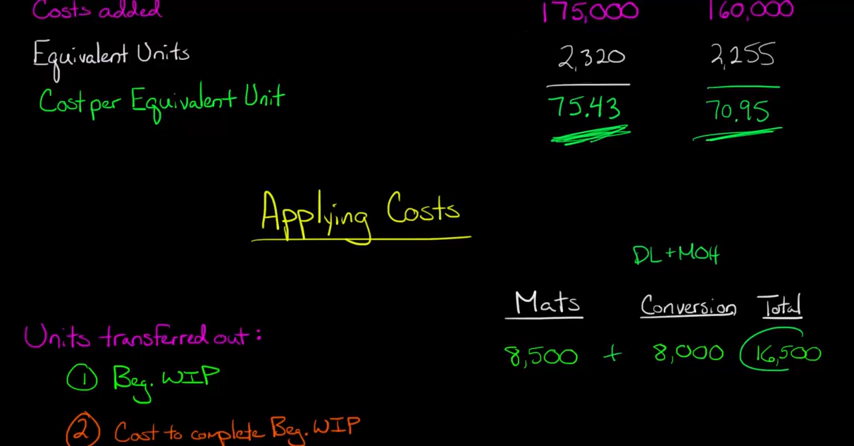 Costs added 175,000 160,000
Equivalent Units 2,320 2,255
Cost per Equivalent Unit 75.43 70.95
Applying Costs
DL + MOH
Mats Conversion Total
Units transferred out:
8,500 + 8,000 16,500
① Beg. WIP
② Cost to complete Beg. WIP